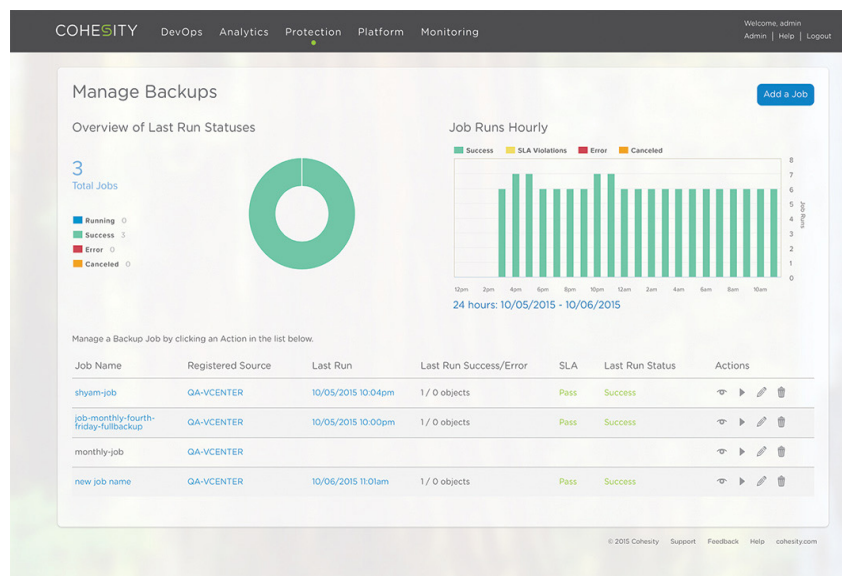 COHESITY DevOps Analytics Protection Platform Monitoring
Welcome, admin
Admin | Help | Logout
Manage Backups
Add a Job
Overview of Last Run Statuses
3
Total Jobs
Running 0
Success 3
Error 0
Canceled 0
Job Runs Hourly
Success SLA Violations Error Canceled
8
7
6
5
4
3
2
1
0
Job Runs
12pm 2pm 4pm 6pm 8pm 10pm 12am 2am 4am 6am 8am 10am
24 hours: 10/05/2015 - 10/06/2015
Manage a Backup Job by clicking an Action in the list below.
Job Name Registered Source Last Run Last Run Success/Error SLA Last Run Status Actions
shyam-job QA-VCENTER 10/05/2015 10:04pm 1 / 0 objects Pass Success
job-monthly-fourth-
friday-fullbackup QA-VCENTER 10/05/2015 10:00pm 1 / 0 objects Pass Success
monthly-job QA-VCENTER
new job name QA-VCENTER 10/06/2015 11:01am 1 / 0 objects Pass Success
© 2015 Cohesity Support Feedback Help cohesity.com